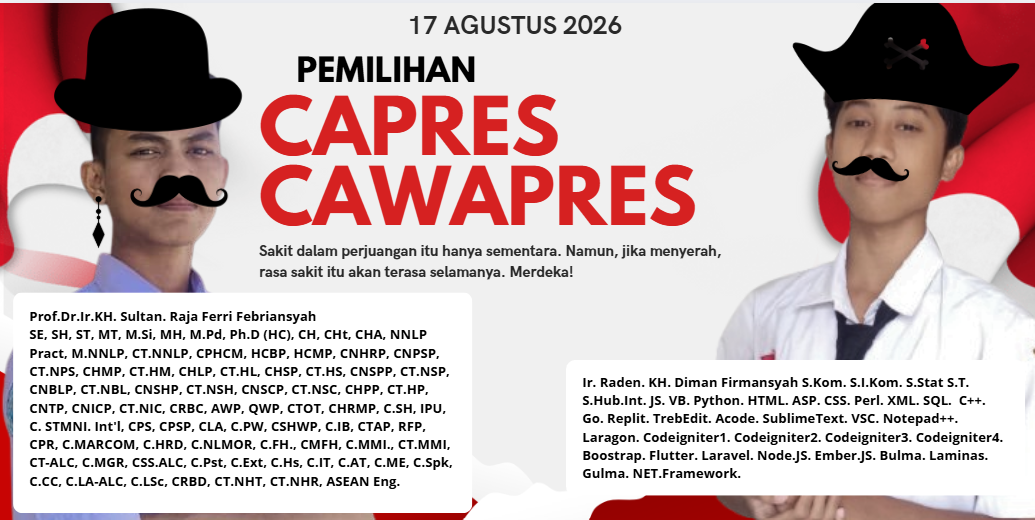 17 AGUSTUS 2026
PEMILIHAN
CAPRES
CAWAPRES
Sakit dalam perjuangan itu hanya sementara. Namun, jika menyerah,
rasa sakit itu akan terasa selamanya. Merdeka!
Prof.Dr.Ir.KH. Sultan. Raja Ferri Febriansyah
SE, SH, ST, MT, M.Si, MH, M.Pd, Ph.D (HC), CH, CHt, CHA, NNLP
Pract, M.NNLP, CT.NNLP, CPHCM, HCBP, HCMP, CNHRP, CNPSP,
CT.NPS, CHMP, CT.HM, CHLP, CT.HL, CHSP, CT.HS, CNSPP, CT.NSP,
CNBLP, CT.NBL, CNSHP, CT.NSH, CNSCP, CT.NSC, CHPP, CT.HP,
CNTP, CNICP, CT.NIC, CRBC, AWP, QWP, CTOT, CHRMP, C.SH, IPU,
C. STMNI. Int'l, CPS, CPSP, CLA, C.PW, CSHWP, C.IB, CTAP, RFP,
CPR, C.MARCOM, C.HRD, C.NLMOR, C.FH., CMFH, C.MMI., CT.MMI,
CT-ALC, C.MGR, CSS.ALC, C.Pst, C.Ext, C.Hs, C.IT, C.AT, C.ME, C.Spk,
C.CC, C.LA-ALC, C.LSc, CRBD, CT.NHT, CT.NHR, ASEAN Eng.
Ir. Raden. KH. Diman Firmansyah S.Kom. S.I.Kom. S.Stat S.T.
S.Hub.Int. JS. VB. Python. HTML. ASP. CSS. Perl. XML. SQL. C++.
Go. Replit. TrebEdit. Acode. SublimeText. VSC. Notepad++.
Laragon. Codeigniter1. Codeigniter2. Codeigniter3. Codeigniter4.
Boostrap. Flutter. Laravel. Node.JS. Ember.JS. Bulma. Laminas.
Gulma. NET.Framework.